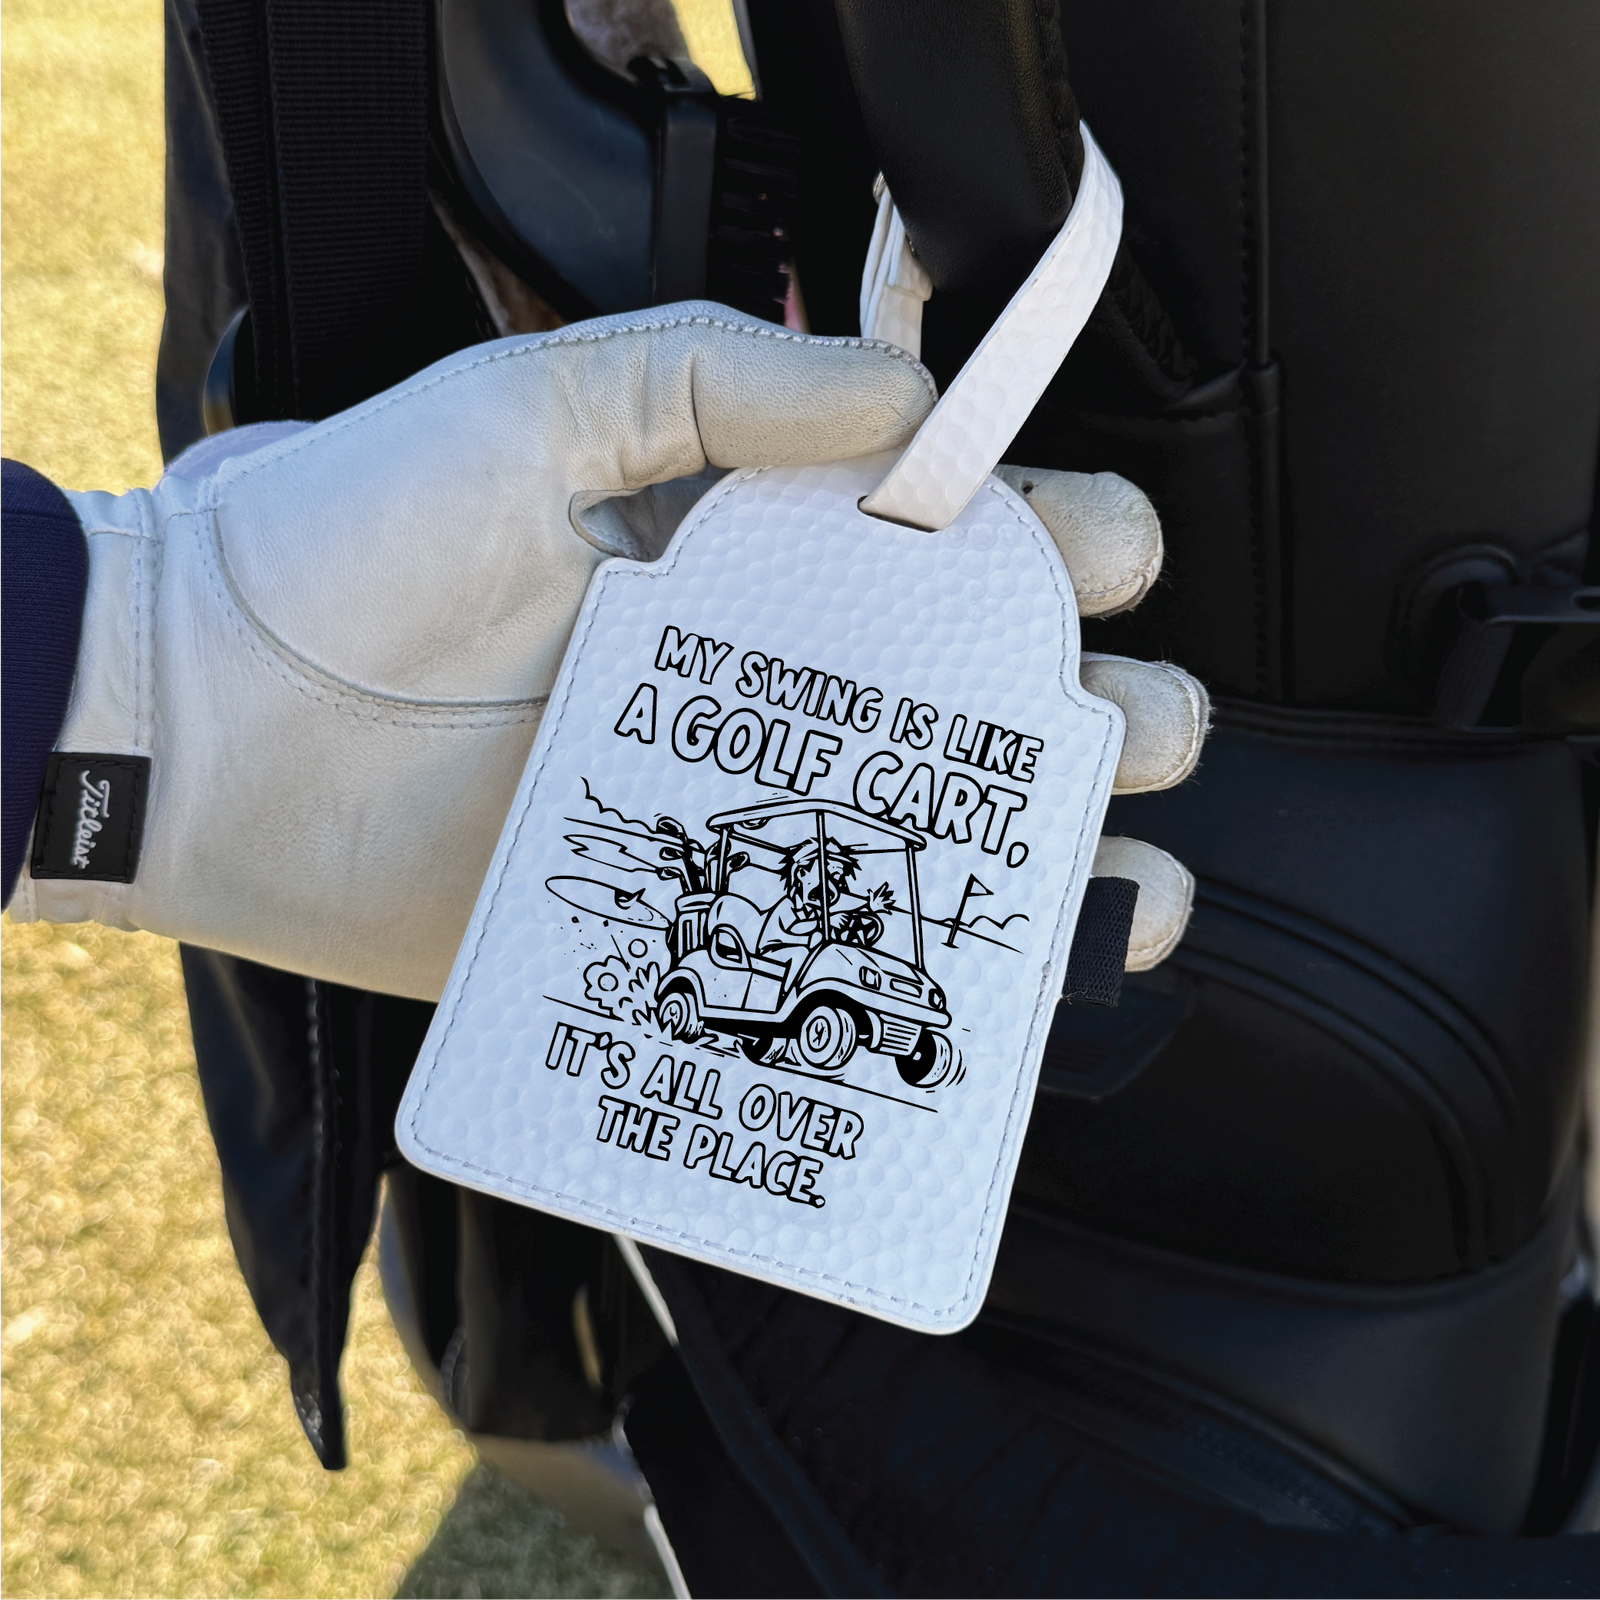 MY SWING IS LIKE
A GOLF CART,
IT'S ALL OVER
THE PLACE.
Titleist